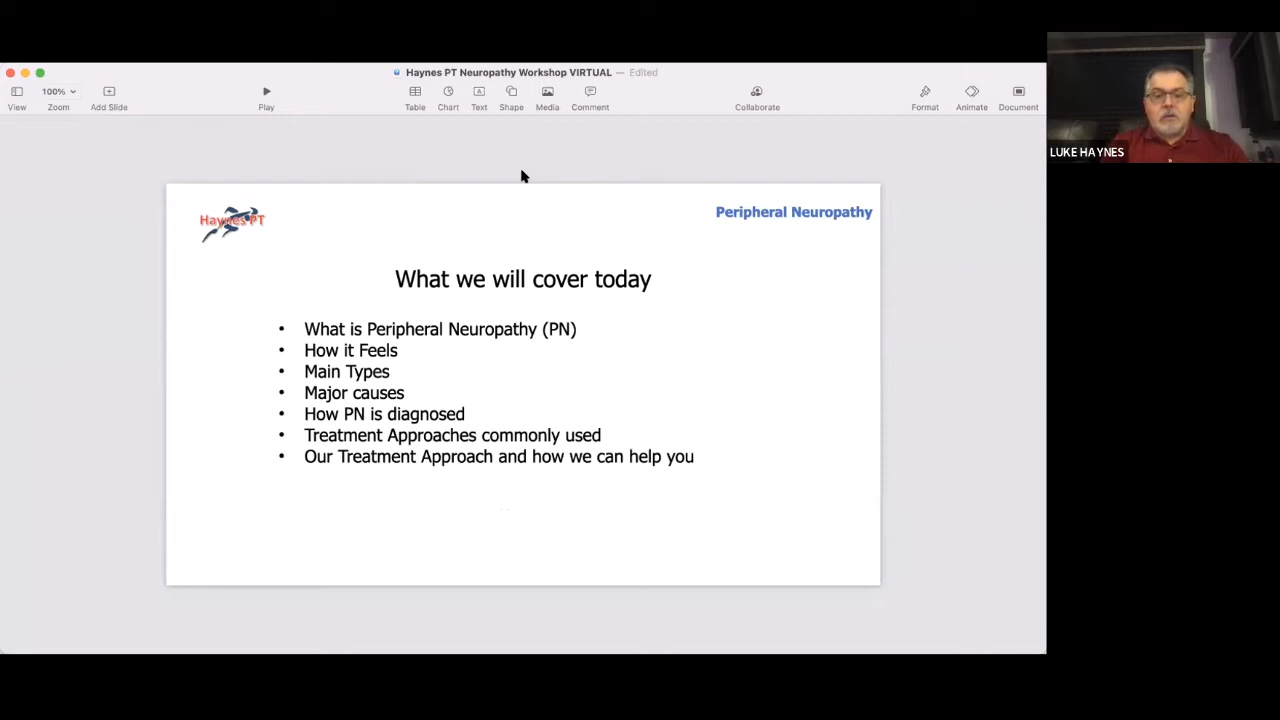 Haynes PT Neuropathy Workshop VIRTUAL — Edited
100%
View
Zoom
Add Slide
Play
Table
Chart
Text
Shape
Media
Comment
Collaborate
Format
Animate
Document
LUKE HAYNES
Haynes PT
Peripheral Neuropathy
What we will cover today
• What is Peripheral Neuropathy (PN)
• How it Feels
• Main Types
• Major causes
• How PN is diagnosed
• Treatment Approaches commonly used
• Our Treatment Approach and how we can help you